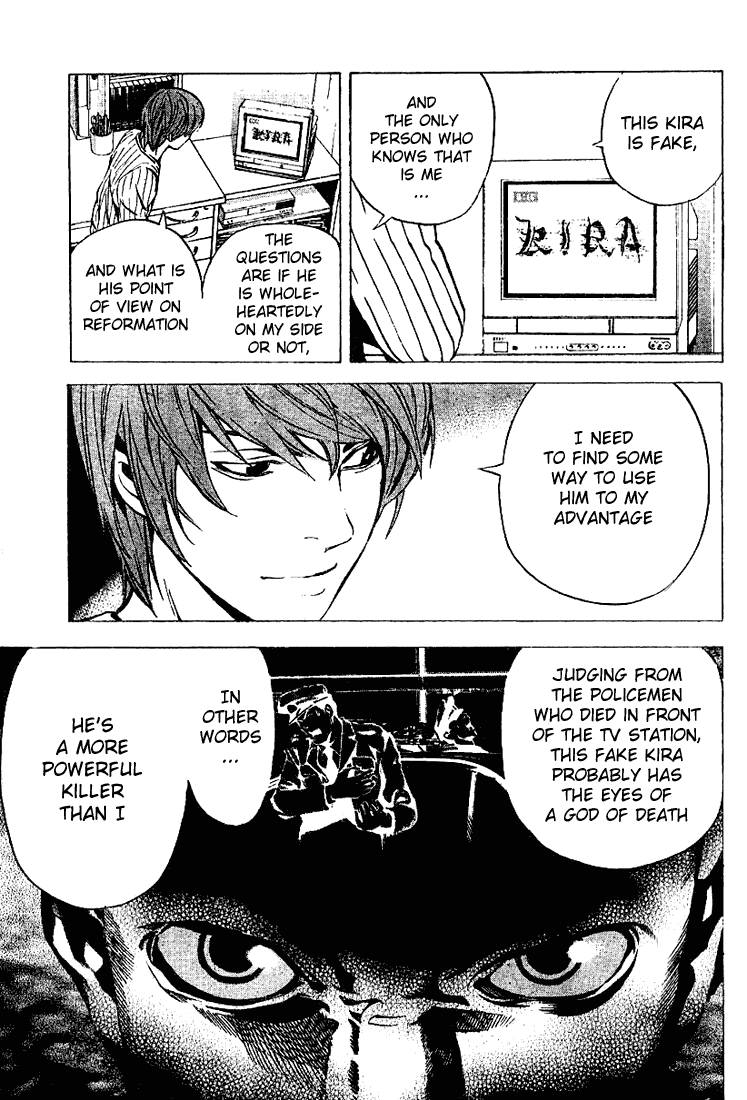 THIS KIRA
IS FAKE,
AND
THE ONLY
PERSON WHO
KNOWS THAT
IS ME
...
KIRA
KIRA
THE
QUESTIONS
ARE IF HE
IS WHOLE-
HEARTEDLY
ON MY SIDE
OR NOT,
AND WHAT IS
HIS POINT
OF VIEW ON
REFORMATION
I NEED
TO FIND SOME
WAY TO USE
HIM TO MY
ADVANTAGE
JUDGING FROM
THE POLICEMEN
WHO DIED IN FRONT
OF THE TV STATION,
THIS FAKE KIRA
PROBABLY HAS
THE EYES OF
A GOD OF DEATH
IN
OTHER
WORDS
...
HE'S
A MORE
POWERFUL
KILLER
THAN I